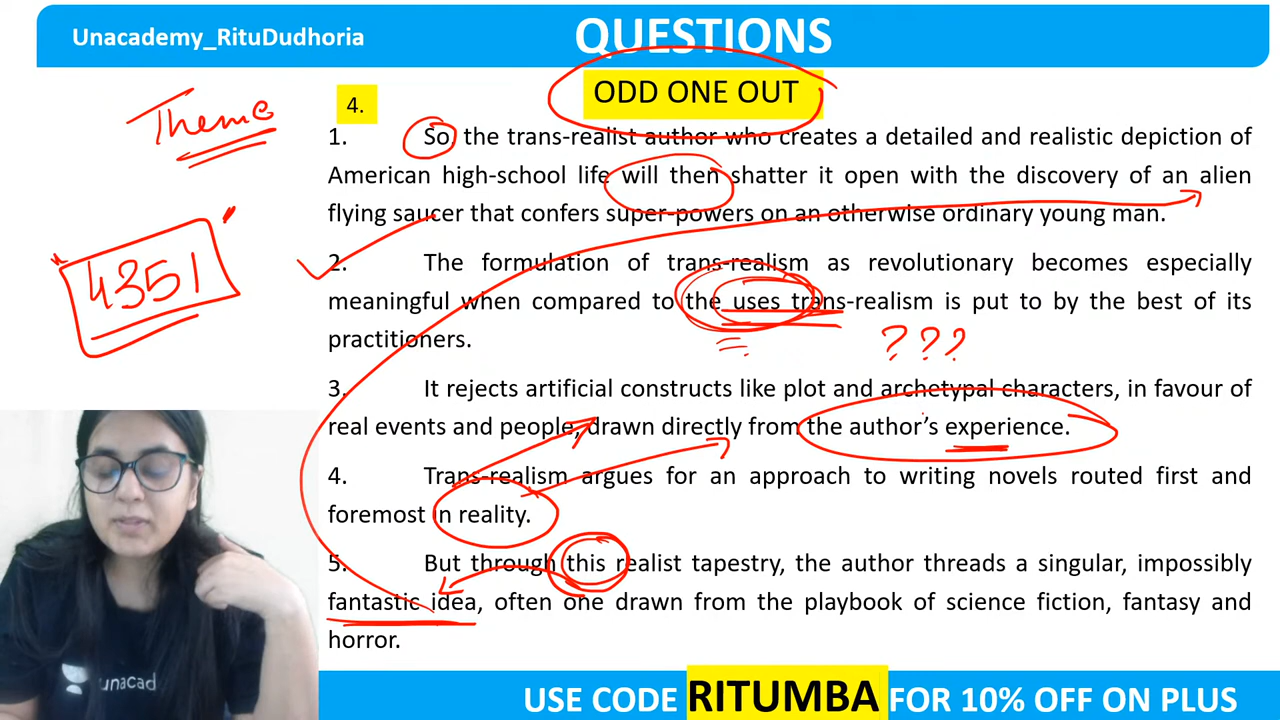 Unacademy_RituDudhoria
QUESTIONS
ODD ONE OUT
Theme
4.
1. So, the trans-realist author who creates a detailed and realistic depiction of
American high-school life will then shatter it open with the discovery of an alien
flying saucer that confers super-powers on an otherwise ordinary young man.
4351
2. The formulation of trans-realism as revolutionary becomes especially
meaningful when compared to the uses trans-realism is put to by the best of its
practitioners.
???
3. It rejects artificial constructs like plot and archetypal characters, in favour of
real events and people, drawn directly from the author's experience.
4. Trans-realism argues for an approach to writing novels routed first and
foremost in reality.
5. But through this realist tapestry, the author threads a singular, impossibly
fantastic idea, often one drawn from the playbook of science fiction, fantasy and
horror.
unacad
USE CODE RITUMBA FOR 10% OFF ON PLUS